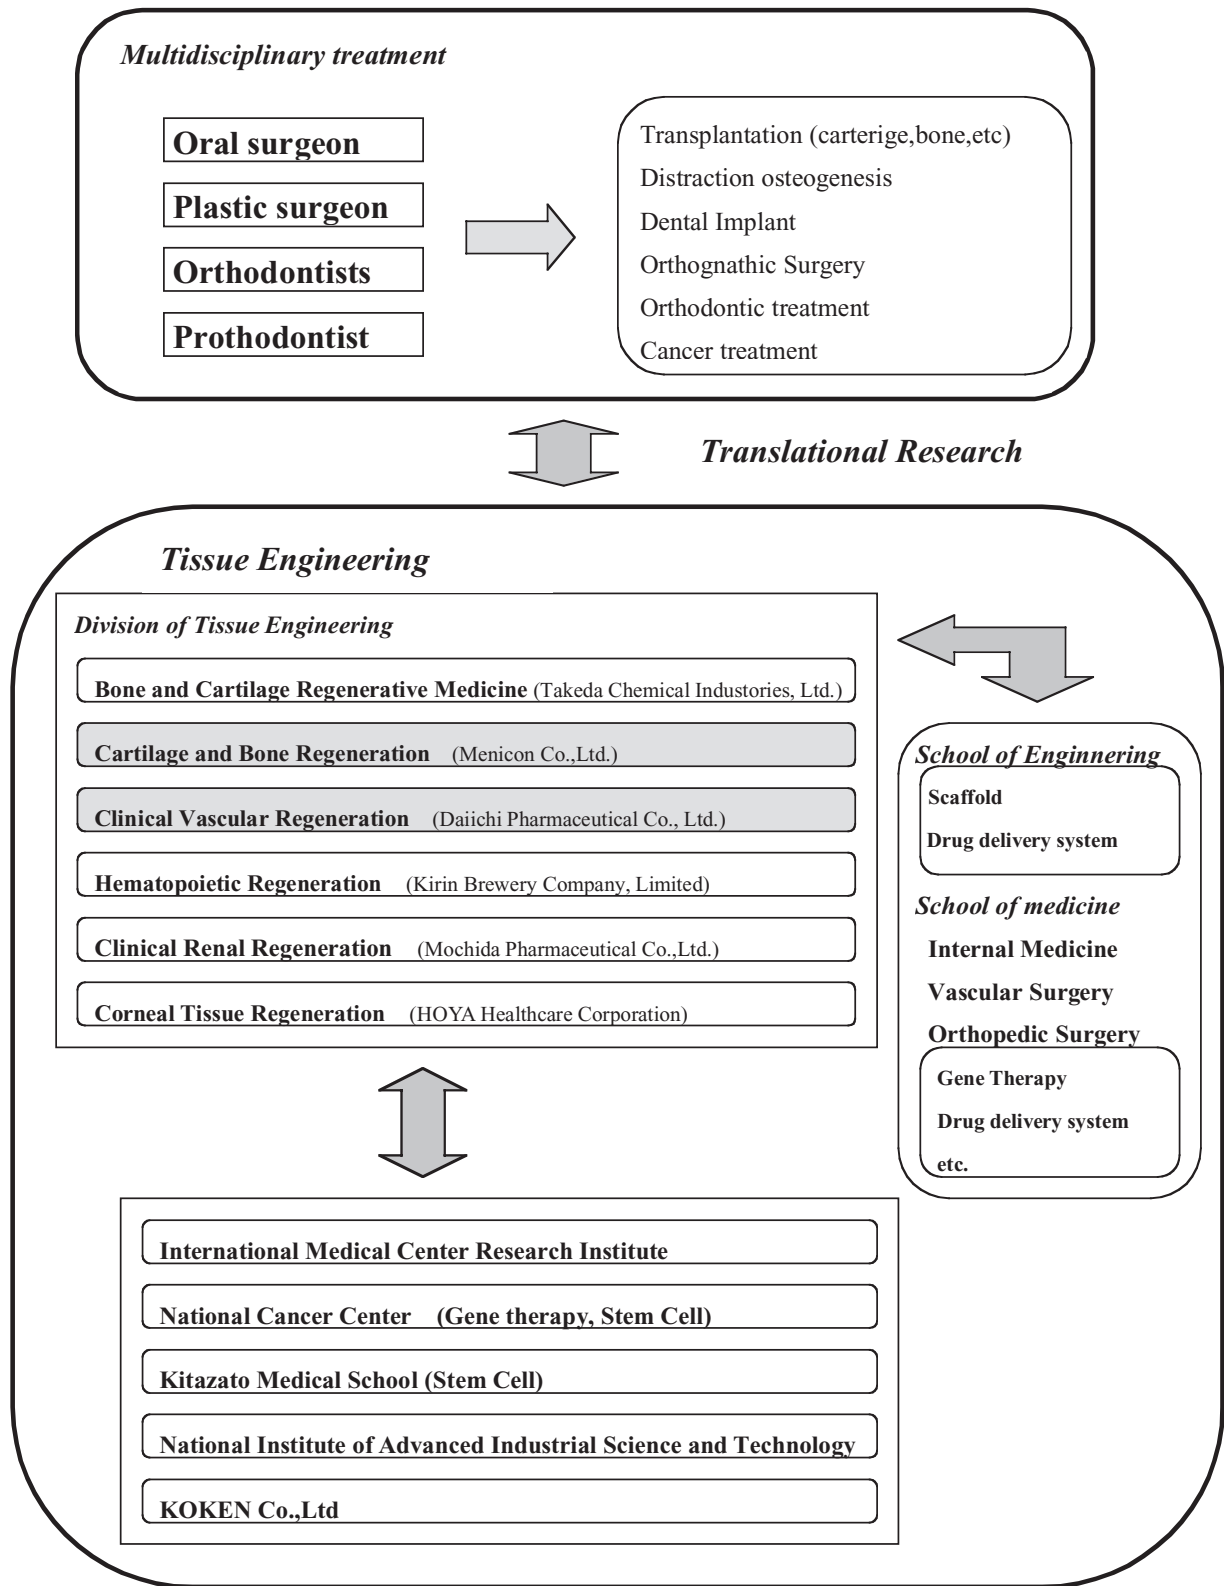 Multidisciplinary treatment
Oral surgeon
Plastic surgeon
Orthodontists
Prothodontist
Transplantation (carterige,bone,etc)
Distraction osteogenesis
Dental Implant
Orthognathic Surgery
Orthodontic treatment
Cancer treatment
Translational Research
Tissue Engineering
Division of Tissue Engineering
Bone and Cartilage Regenerative Medicine (Takeda Chemical Industories, Ltd.)
Cartilage and Bone Regeneration (Menicon Co.,Ltd.)
Clinical Vascular Regeneration (Daiichi Pharmaceutical Co., Ltd.)
Hematopoietic Regeneration (Kirin Brewery Company, Limited)
Clinical Renal Regeneration (Mochida Pharmaceutical Co.,Ltd.)
Corneal Tissue Regeneration (HOYA Healthcare Corporation)
School of Enginnering
Scaffold
Drug delivery system
School of medicine
Internal Medicine
Vascular Surgery
Orthopedic Surgery
Gene Therapy
Drug delivery system
etc.
International Medical Center Research Institute
National Cancer Center (Gene therapy, Stem Cell)
Kitazato Medical School (Stem Cell)
National Institute of Advanced Industrial Science and Technology
KOKEN Co.,Ltd